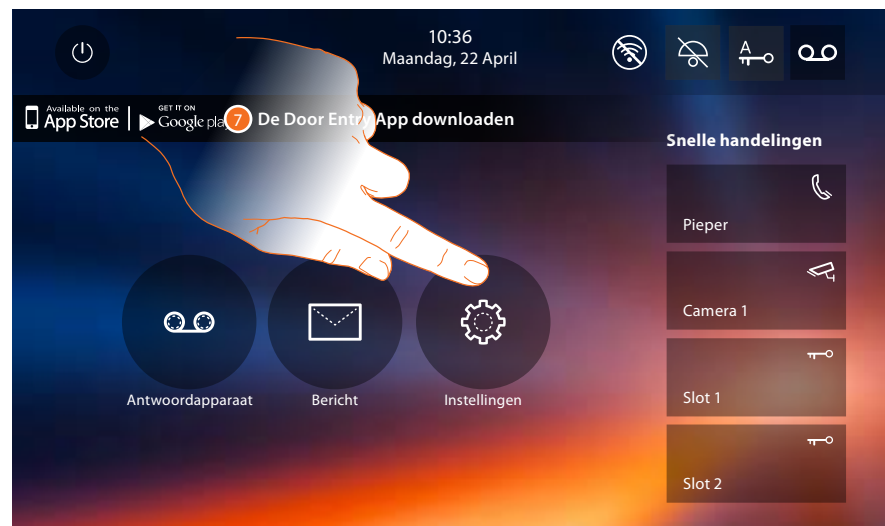 10:36
Maandag, 22 April
A
Available on the
App Store
GET IT ON
Google pla
7 De Door Entry App downloaden
Snelle handelingen
Pieper
Camera 1
Slot 1
Slot 2
Antwoordapparaat
Bericht
Instellingen